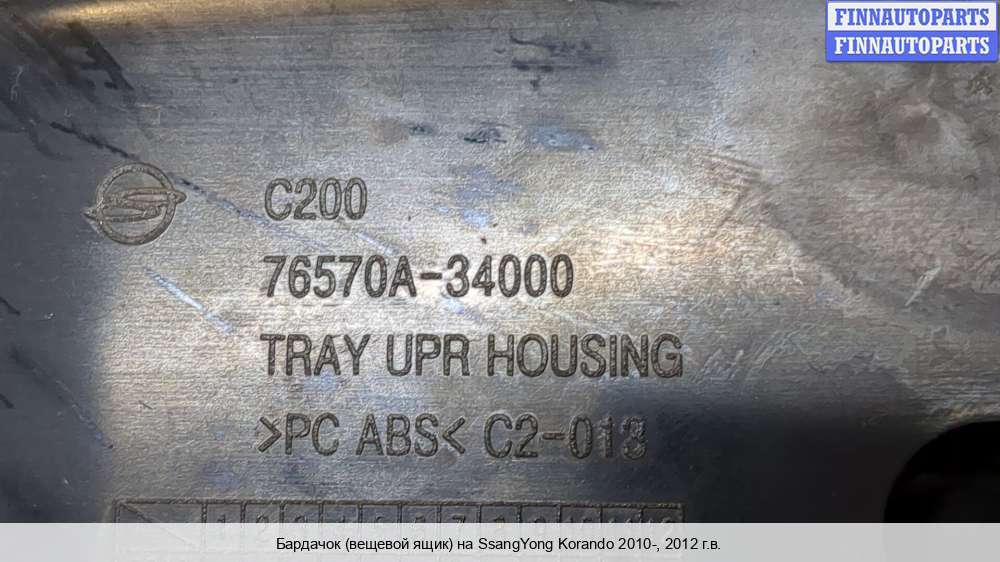 FINNAUTOPARTS
FINNAUTOPARTS
C200
76570A-34000
TRAY UPR HOUSING
>PC ABS< C2-013
Бардачок (вещевой ящик) на SsangYong Korando 2010-, 2012 г.в.